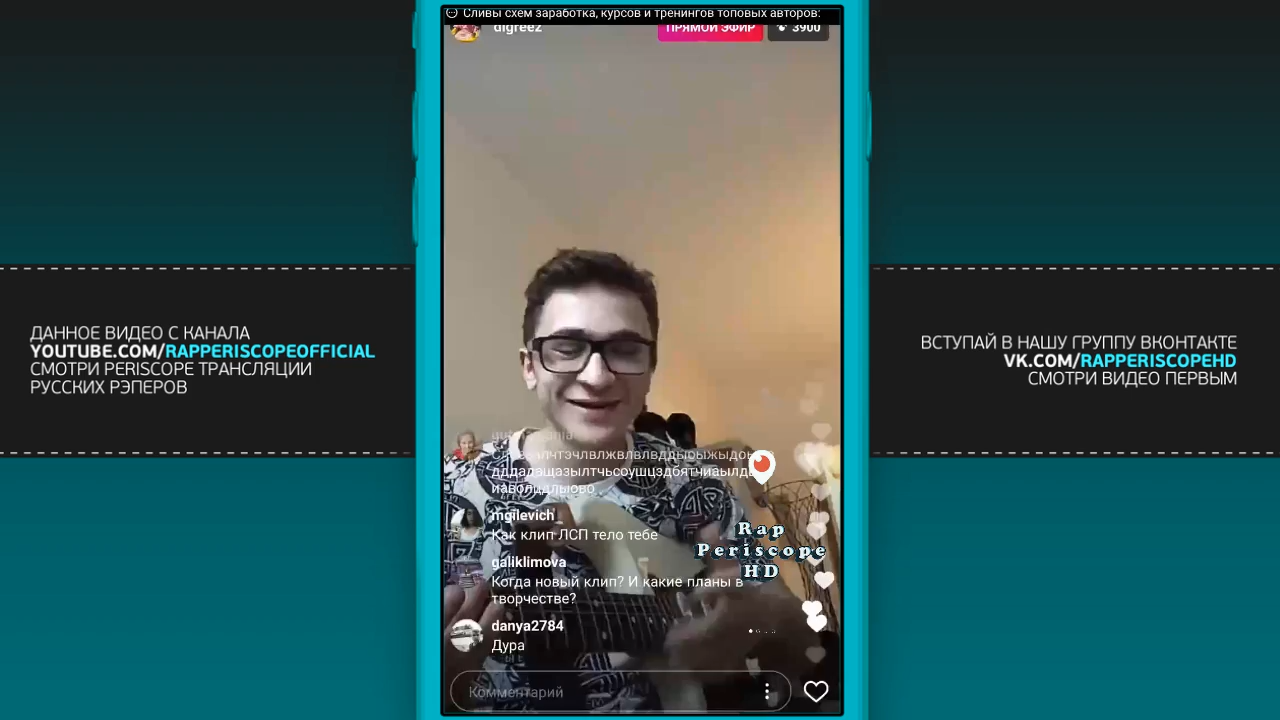 Сливы схем заработка, курсов и тренингов топовых авторов:
digreez
ПРЯМОЙ ЭФИР
3900
ДАННОЕ ВИДЕО С КАНАЛА
YOUTUBE.COM/RAPPERISCOPEOFFICIAL
СМОТРИ PERISCOPE ТРАНСЛЯЦИИ
РУССКИХ РЭПЕРОВ
ВСТУПАЙ В НАШУ ГРУППУ ВКОНТАКТЕ
VK.COM/RAPPERISCOPEHD
СМОТРИ ВИДЕО ПЕРВЫМ
mgilevich
Как клип ЛСП тело тебе
galiklimova
Когда новый клип? И какие планы в
творчестве?
danya2784
Дура
Rap
Periscope
HD
Комментарий